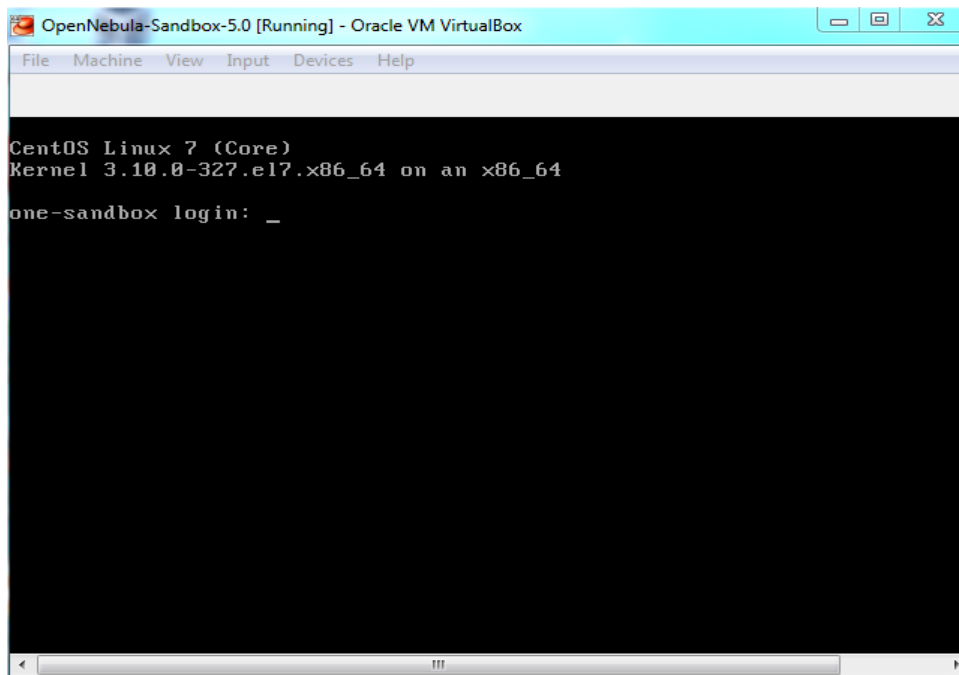 OpenNebula-Sandbox-5.0 [Running] - Oracle VM VirtualBox
File Machine View Input Devices Help
CentOS Linux 7 (Core)
Kernel 3.10.0-327.el7.x86_64 on an x86_64
one-sandbox login: _